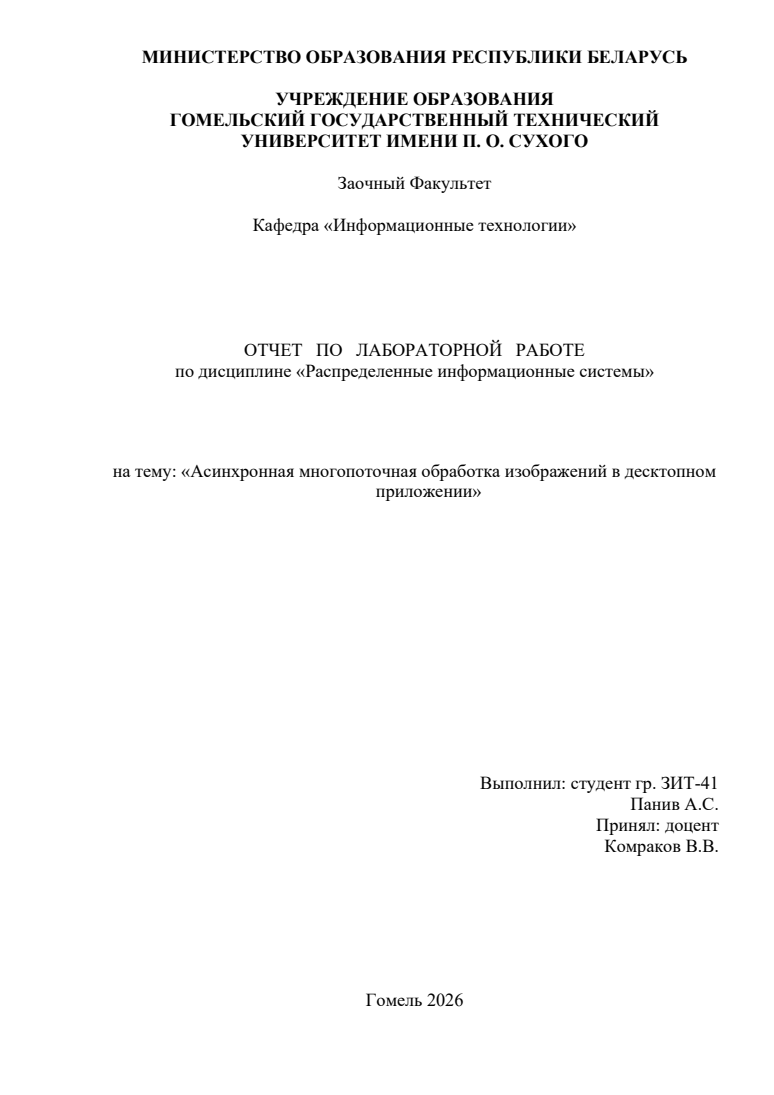 МИНИСТЕРСТВО ОБРАЗОВАНИЯ РЕСПУБЛИКИ БЕЛАРУСЬ
УЧРЕЖДЕНИЕ ОБРАЗОВАНИЯ
ГОМЕЛЬСКИЙ ГОСУДАРСТВЕННЫЙ ТЕХНИЧЕСКИЙ
УНИВЕРСИТЕТ ИМЕНИ П. О. СУХОГО
Заочный Факультет
Кафедра «Информационные технологии»
ОТЧЕТ ПО ЛАБОРАТОРНОЙ РАБОТЕ
по дисциплине «Распределенные информационные системы»
на тему: «Асинхронная многопоточная обработка изображений в десктопном
приложении»
Выполнил: студент гр. ЗИТ-41
Панив А.С.
Принял: доцент
Комраков В.В.
Гомель 2026